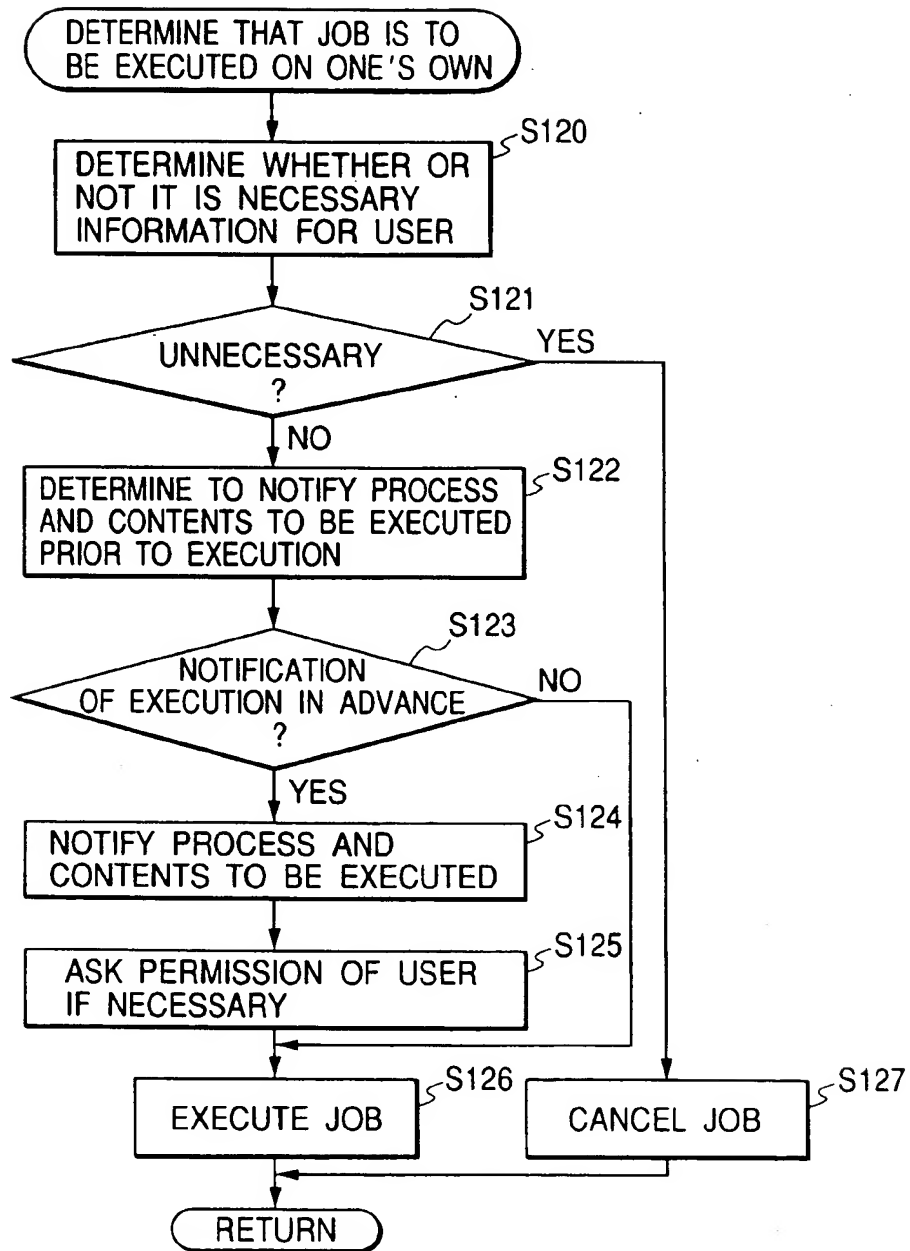 DETERMINE THAT JOB IS TO
BE EXECUTED ON ONE'S OWN
S120
DETERMINE WHETHER OR
NOT IT IS NECESSARY
INFORMATION FOR USER
S121
UNNECESSARY
?
YES
NO
S122
DETERMINE TO NOTIFY PROCESS
AND CONTENTS TO BE EXECUTED
PRIOR TO EXECUTION
S123
NOTIFICATION
OF EXECUTION IN ADVANCE
?
NO
YES
S124
NOTIFY PROCESS AND
CONTENTS TO BE EXECUTED
S125
ASK PERMISSION OF USER
IF NECESSARY
S126
EXECUTE JOB
S127
CANCEL JOB
RETURN